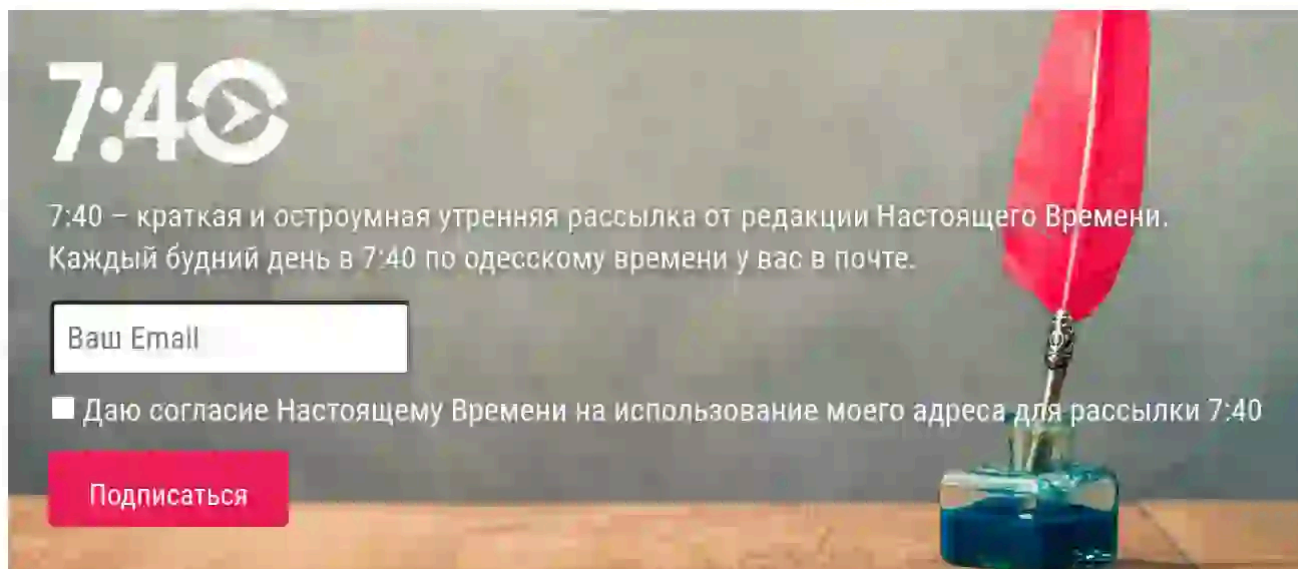 7:40
7:40 – краткая и остроумная утренняя рассылка от редакции Настоящего Времени.
Каждый будний день в 7:40 по одесскому времени у вас в почте.
Ваш Email
Даю согласие Настоящему Времени на использование моего адреса для рассылки 7:40
Подписаться